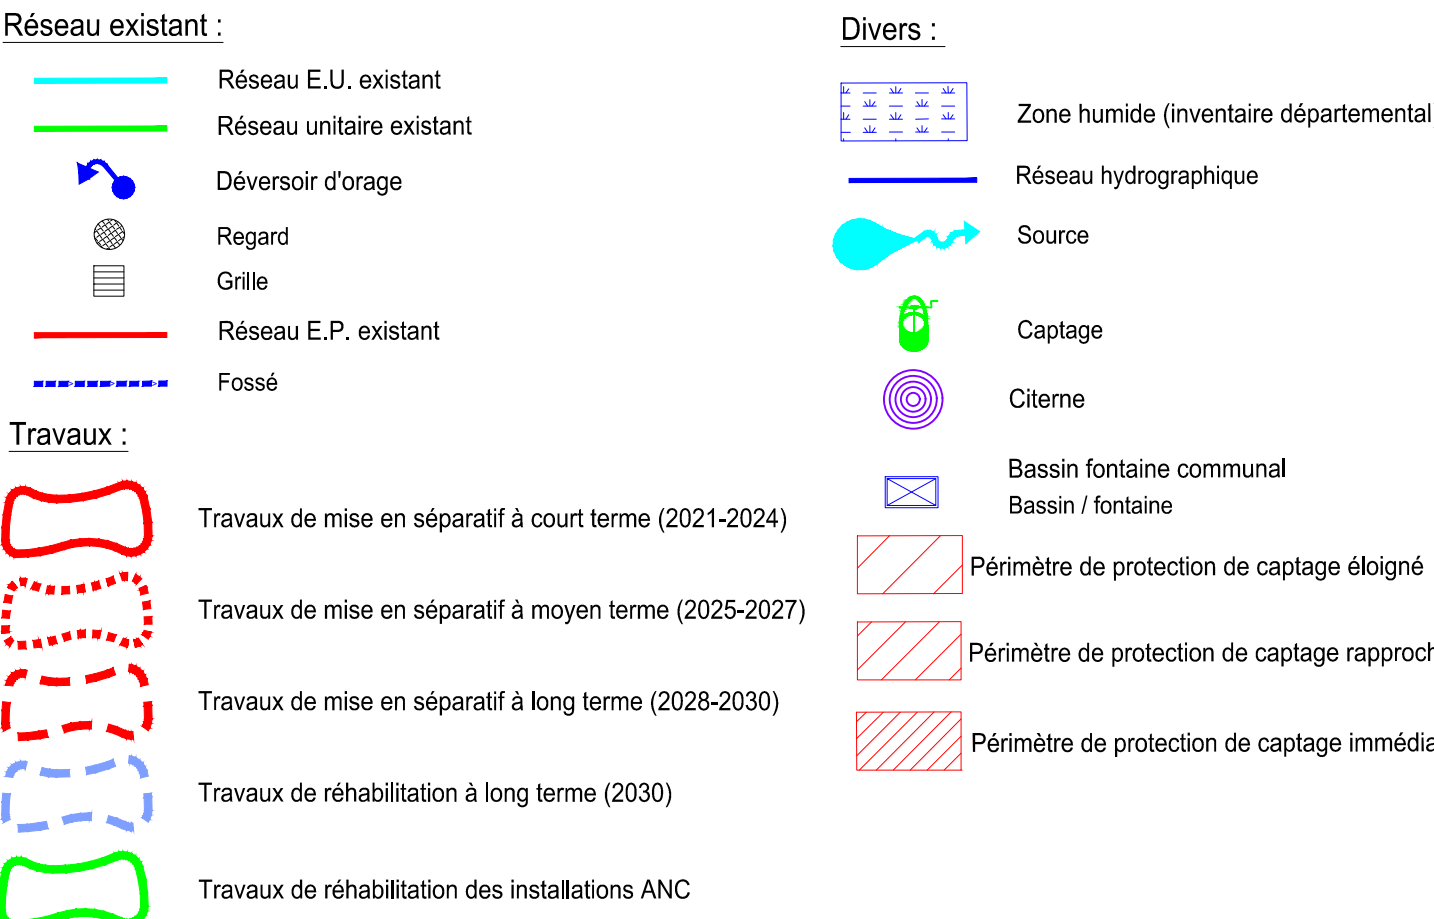 Réseau existant :
Réseau E.U. existant
Réseau unitaire existant
Déversoir d'orage
Regard
Grille
Réseau E.P. existant
Fossé
Travaux :
Travaux de mise en séparatif à court terme (2021-2024)
Travaux de mise en séparatif à moyen terme (2025-2027)
Travaux de mise en séparatif à long terme (2028-2030)
Travaux de réhabilitation à long terme (2030)
Travaux de réhabilitation des installations ANC
Divers :
Zone humide (inventaire départemental
Réseau hydrographique
Source
Captage
Citerne
Bassin fontaine communal
Bassin / fontaine
Périmètre de protection de captage éloigné
Périmètre de protection de captage rapproch
Périmètre de protection de captage immédia